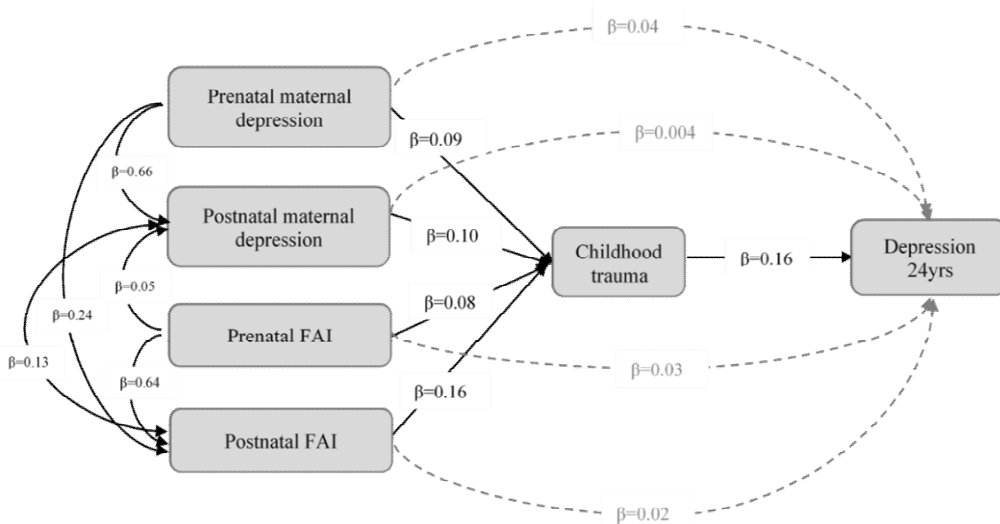 β=0.04
Prenatal maternal
depression
β=0.09
β=0.004
β=0.66
Postnatal maternal
depression
β=0.10
Childhood
trauma
β=0.16
Depression
24yrs
β=0.05
β=0.24
β=0.08
Prenatal FAI
β=0.13
β=0.03
β=0.64
β=0.16
Postnatal FAI
β=0.02